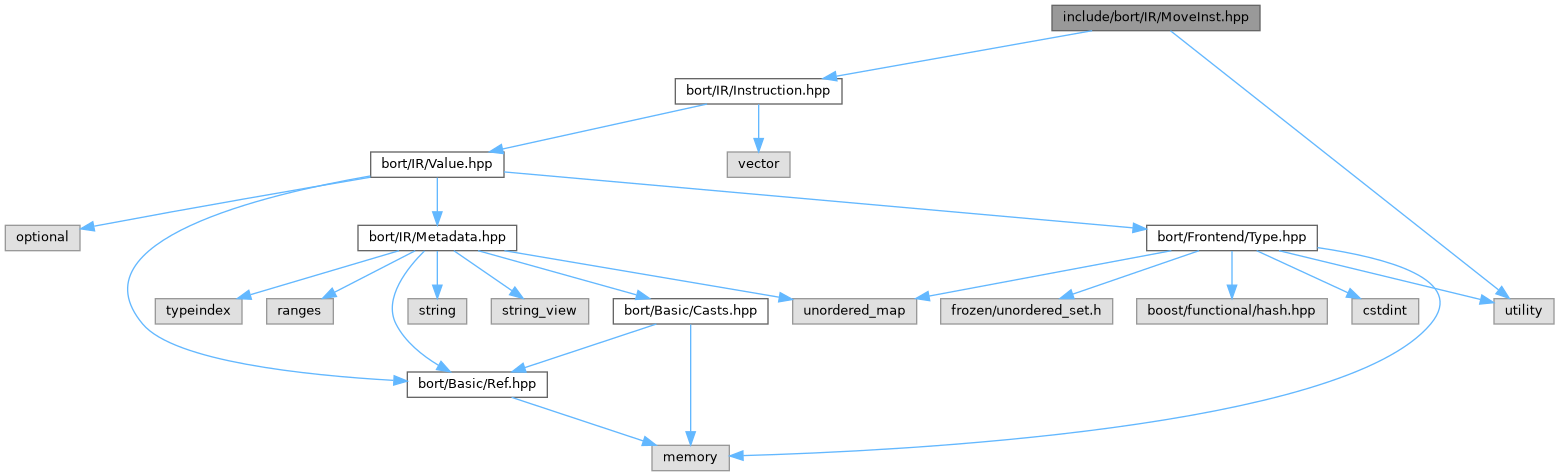 include/bort/IR/MoveInst.hpp
bort/IR/Instruction.hpp
bort/IR/Value.hpp
vector
optional
bort/IR/Metadata.hpp
bort/Frontend/Type.hpp
typeindex
ranges
string
string_view
bort/Basic/Casts.hpp
unordered_map
frozen/unordered_set.h
boost/functional/hash.hpp
cstdint
utility
bort/Basic/Ref.hpp
memory